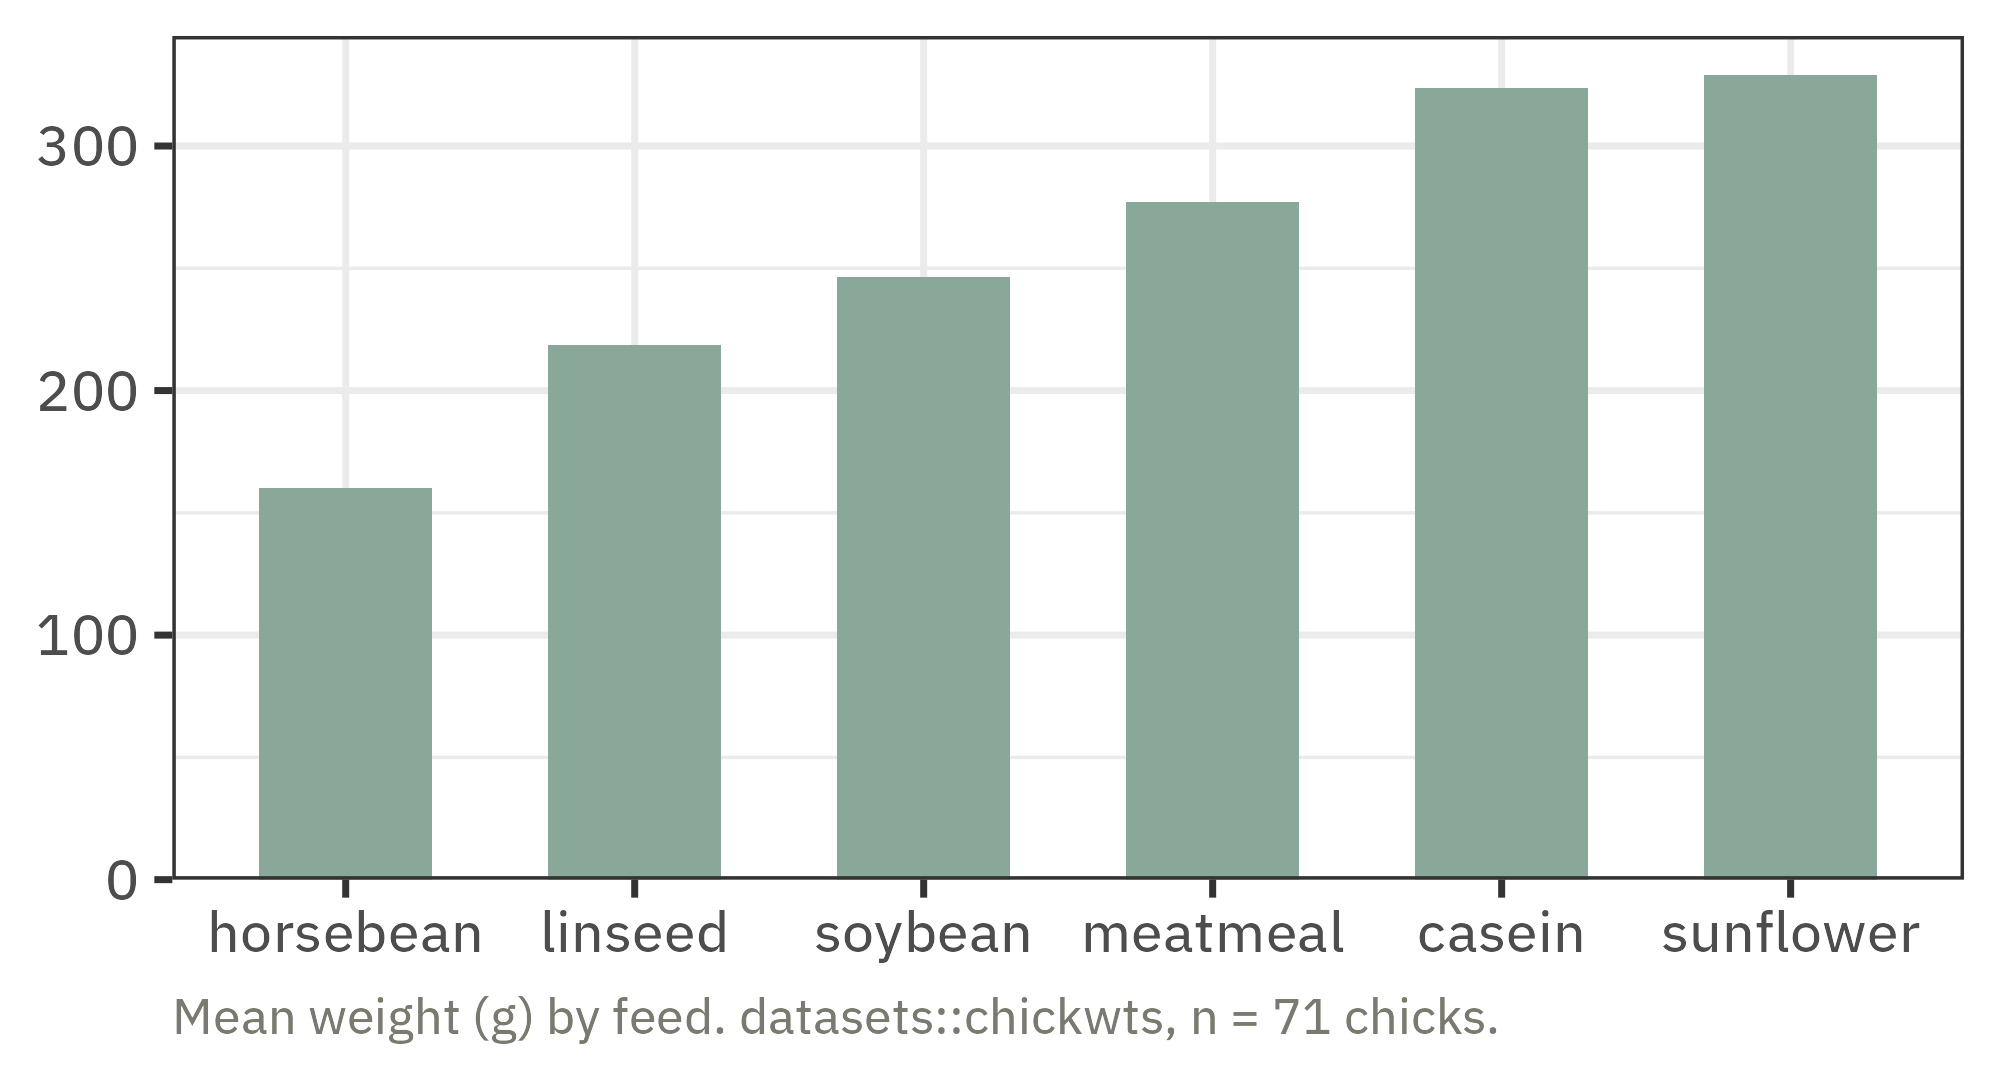 300
200
100
0
horsebean linseed soybean meatmeal casein sunflower
Mean weight (g) by feed. datasets::chickwts, n = 71 chicks.